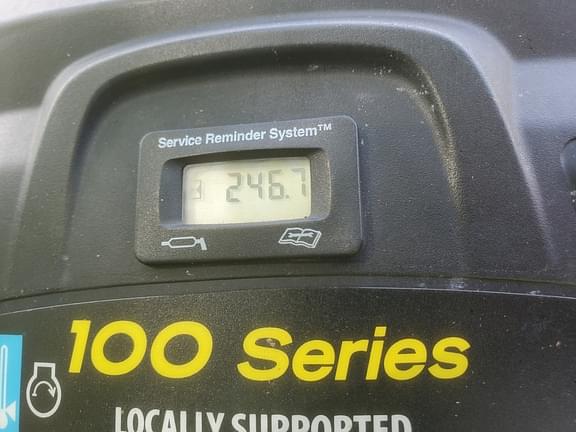 Service Reminder System™
246.7
100 Series
LOCALLY SUPPORTED